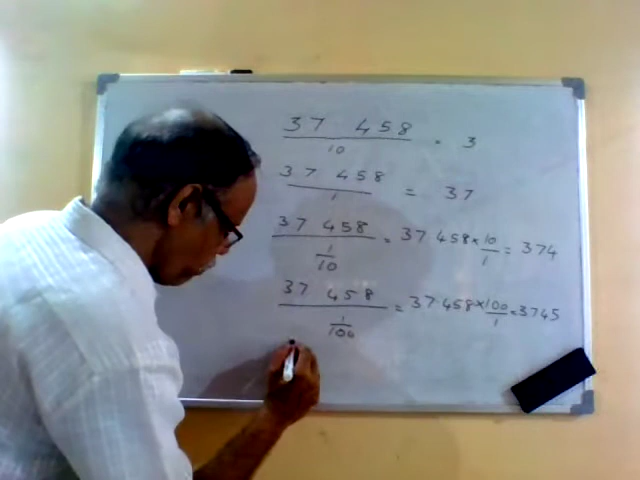 37 458 / 10 = 3
37 458 / 1 = 37
37 458 / 1/10 = 37 458 × 10/1 = 374
37 458 / 1/100 = 37 458 × 100/1 = 3745